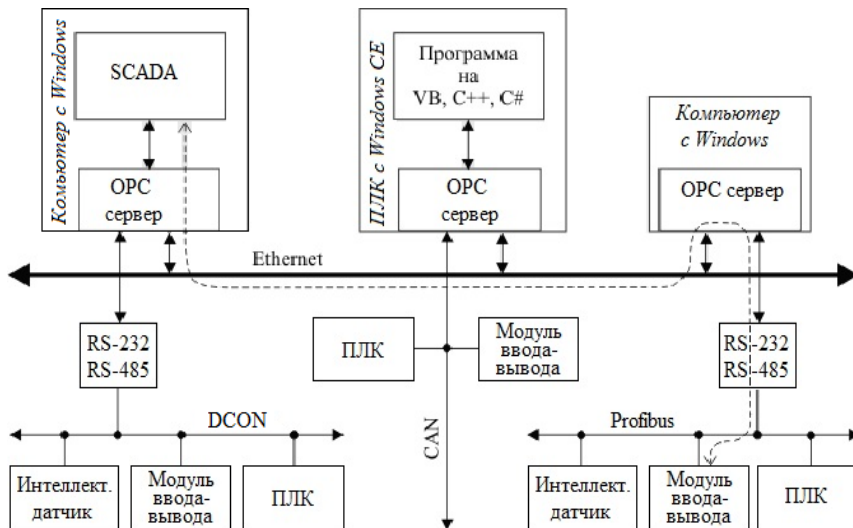 Комьютер с Windows
SCADA
OPC
сервер
ПЛК с Windows CE
Программа
на
VB, C++, C#
OPC
сервер
Компьютер
с Windows
OPC сервер
Ethernet
RS-232
RS-485
ПЛК
Модуль
ввода-
вывода
RS-232
RS-485
DCON
CAN
Profibus
Интеллект.
датчик
Модуль
ввода-
вывода
ПЛК
Интеллект.
датчик
Модуль
ввода-
вывода
ПЛК